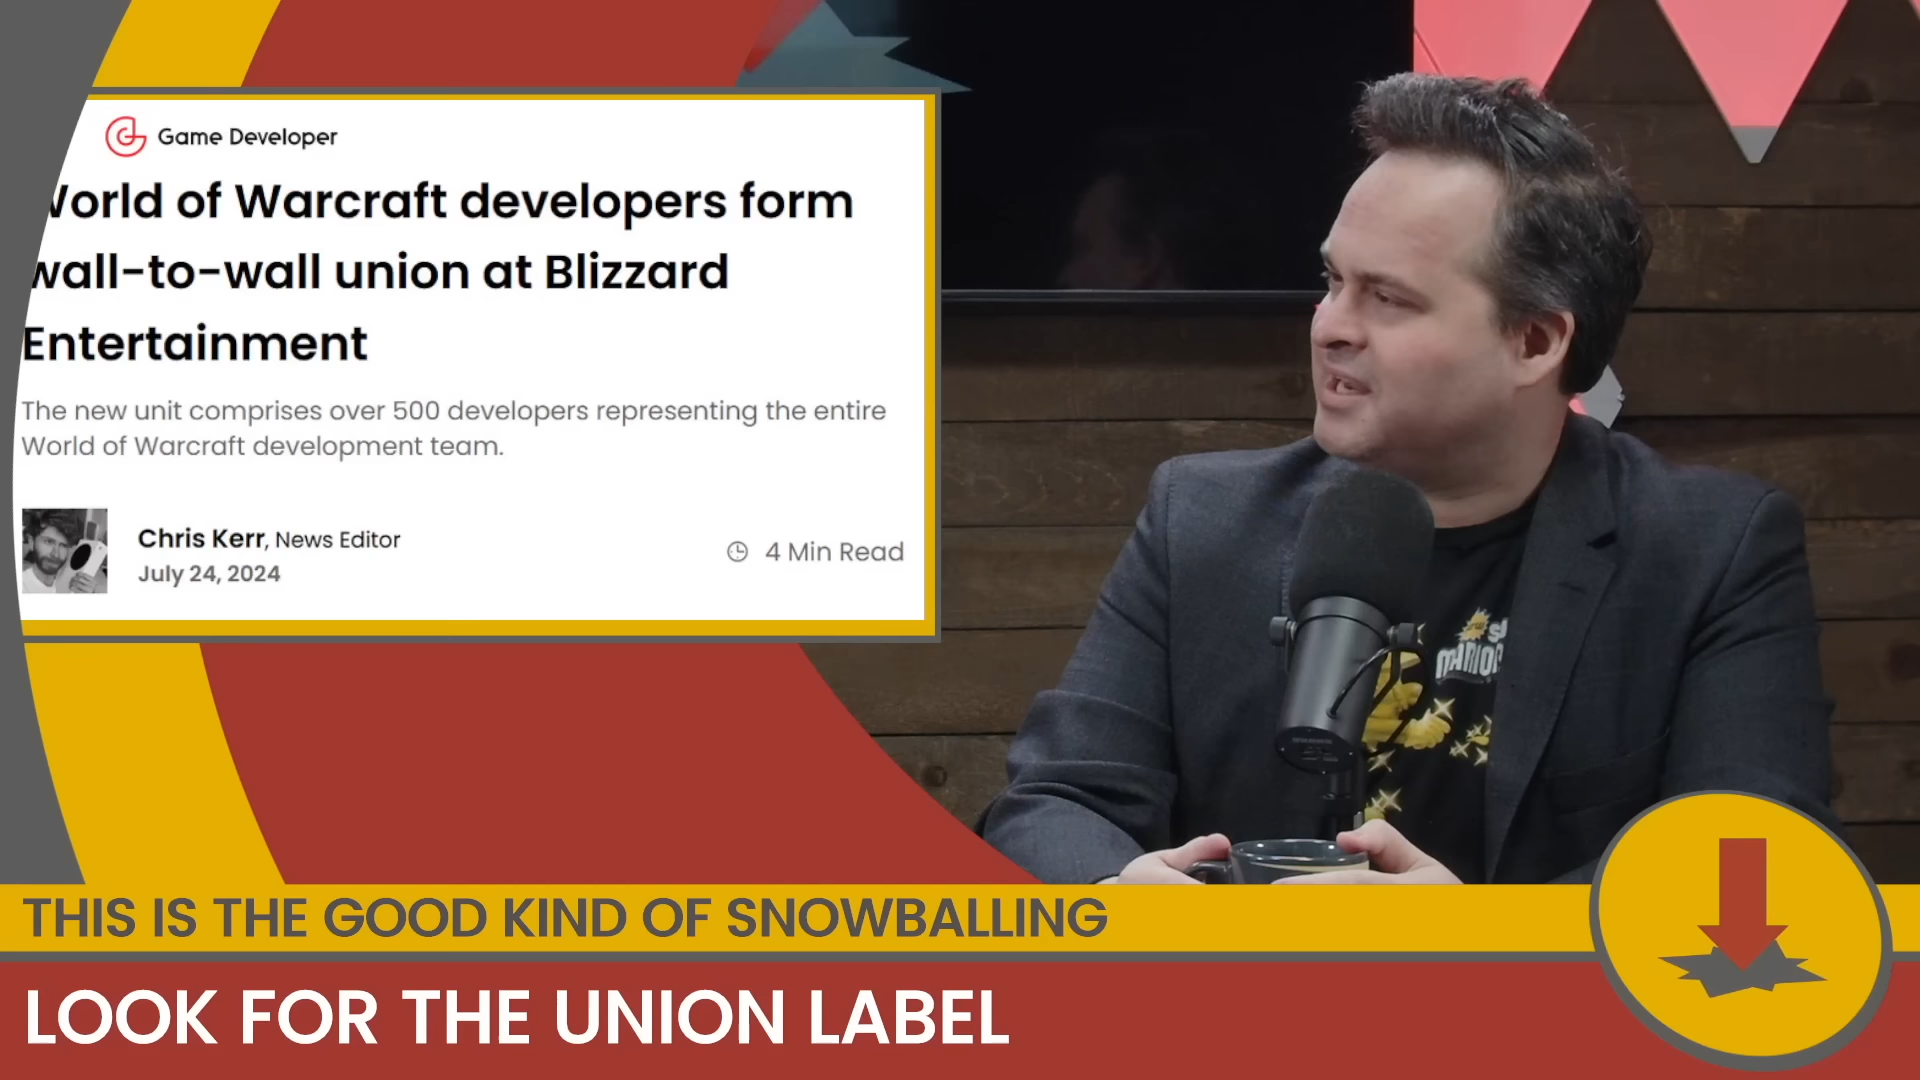 Game Developer
World of Warcraft developers form
wall-to-wall union at Blizzard
Entertainment
The new unit comprises over 500 developers representing the entire
World of Warcraft development team.
Chris Kerr, News Editor
July 24, 2024
4 Min Read
MARIO
THIS IS THE GOOD KIND OF SNOWBALLING
LOOK FOR THE UNION LABEL